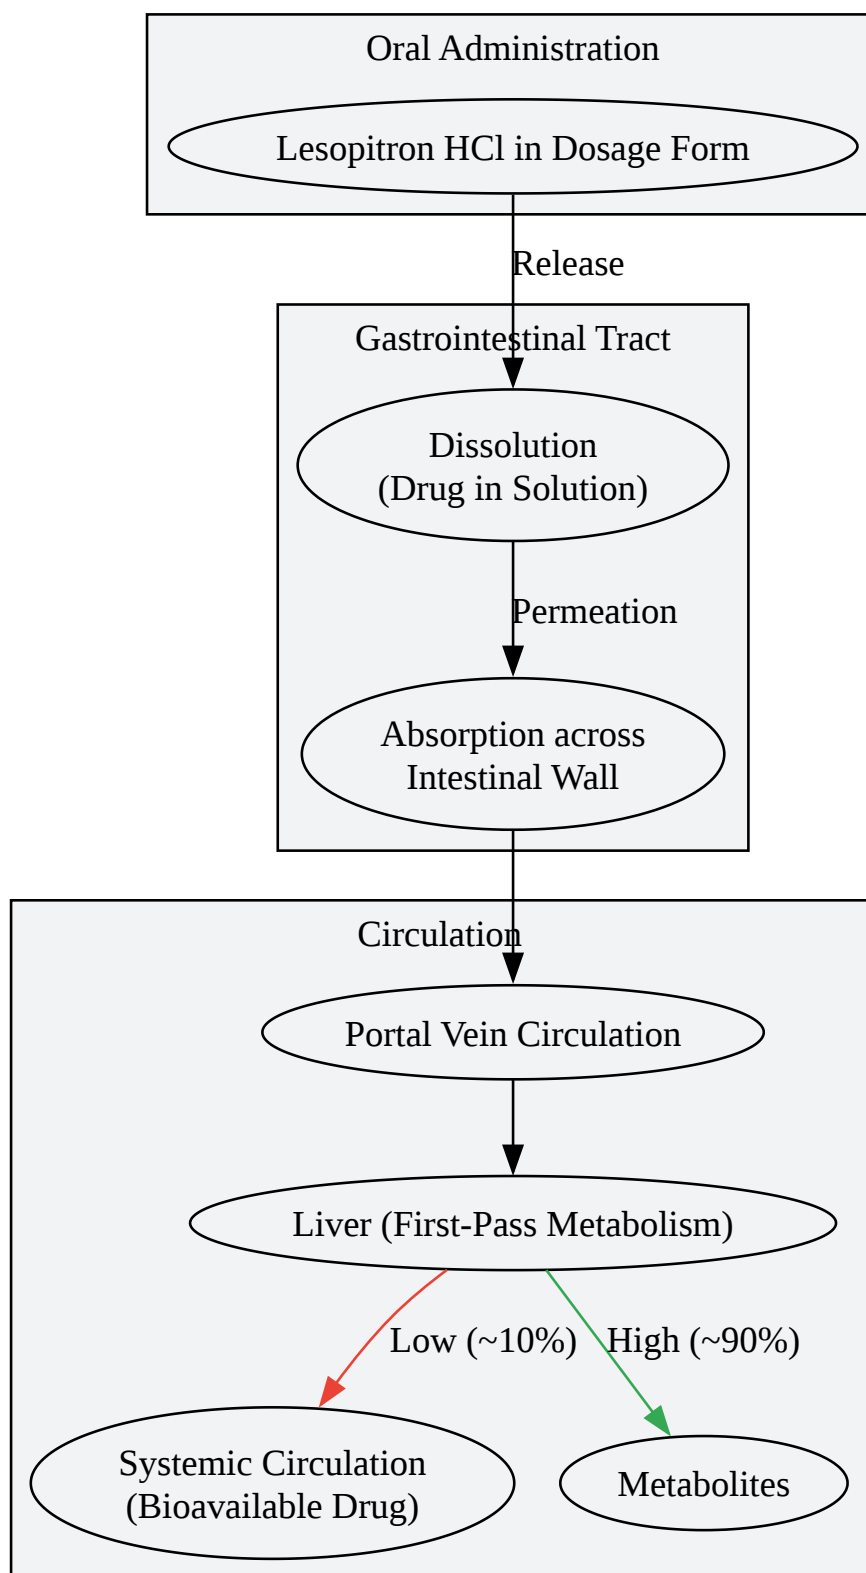 Oral Administration
Lesopitron HCl in Dosage Form
Release
Gastrointestinal Tract
Dissolution
(Drug in Solution)
Permeation
Absorption across
Intestinal Wall
Circulation
Portal Vein Circulation
Liver (First-Pass Metabolism)
Low (~10%)
High (~90%)
Systemic Circulation
(Bioavailable Drug)
Metabolites